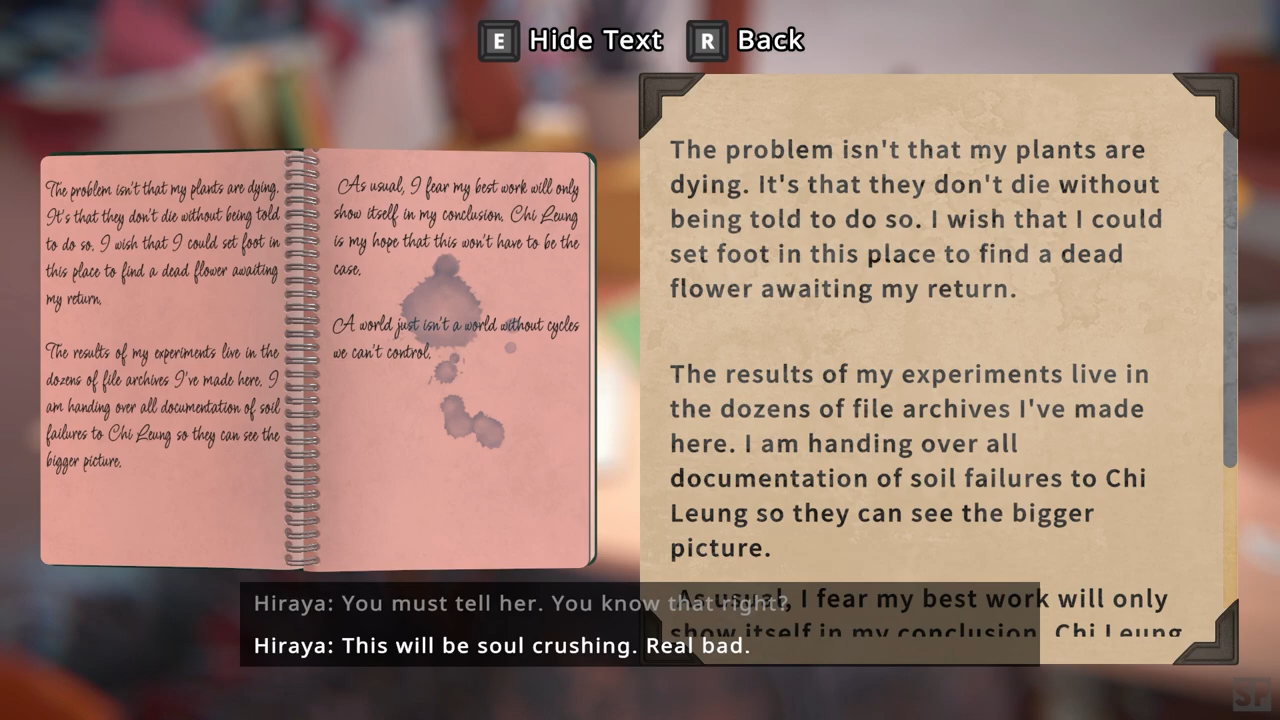 E Hide Text R Back
The problem isn't that my plants are dying.
It's that they don't die without being told
to do so. I wish that I could set foot in
this place to find a dead flower awaiting
my return.
The results of my experiments live in the
dozens of file archives I've made here. I
am handing over all documentation of soil
failures to Chi Leung so they can see the
bigger picture.
As usual, I fear my best work will only
show itself in my conclusion. Chi Leung
is my hope that this won't have to be the
case.
A world just isn't a world without cycles
we can't control.
The problem isn't that my plants are
dying. It's that they don't die without
being told to do so. I wish that I could
set foot in this place to find a dead
flower awaiting my return.
The results of my experiments live in
the dozens of file archives I've made
here. I am handing over all
documentation of soil failures to Chi
Leung so they can see the bigger
picture.
As usual, I fear my best work will only
show itself in my conclusion. Chi Leung
Hiraya: You must tell her. You know that right?
Hiraya: This will be soul crushing. Real bad.
SF